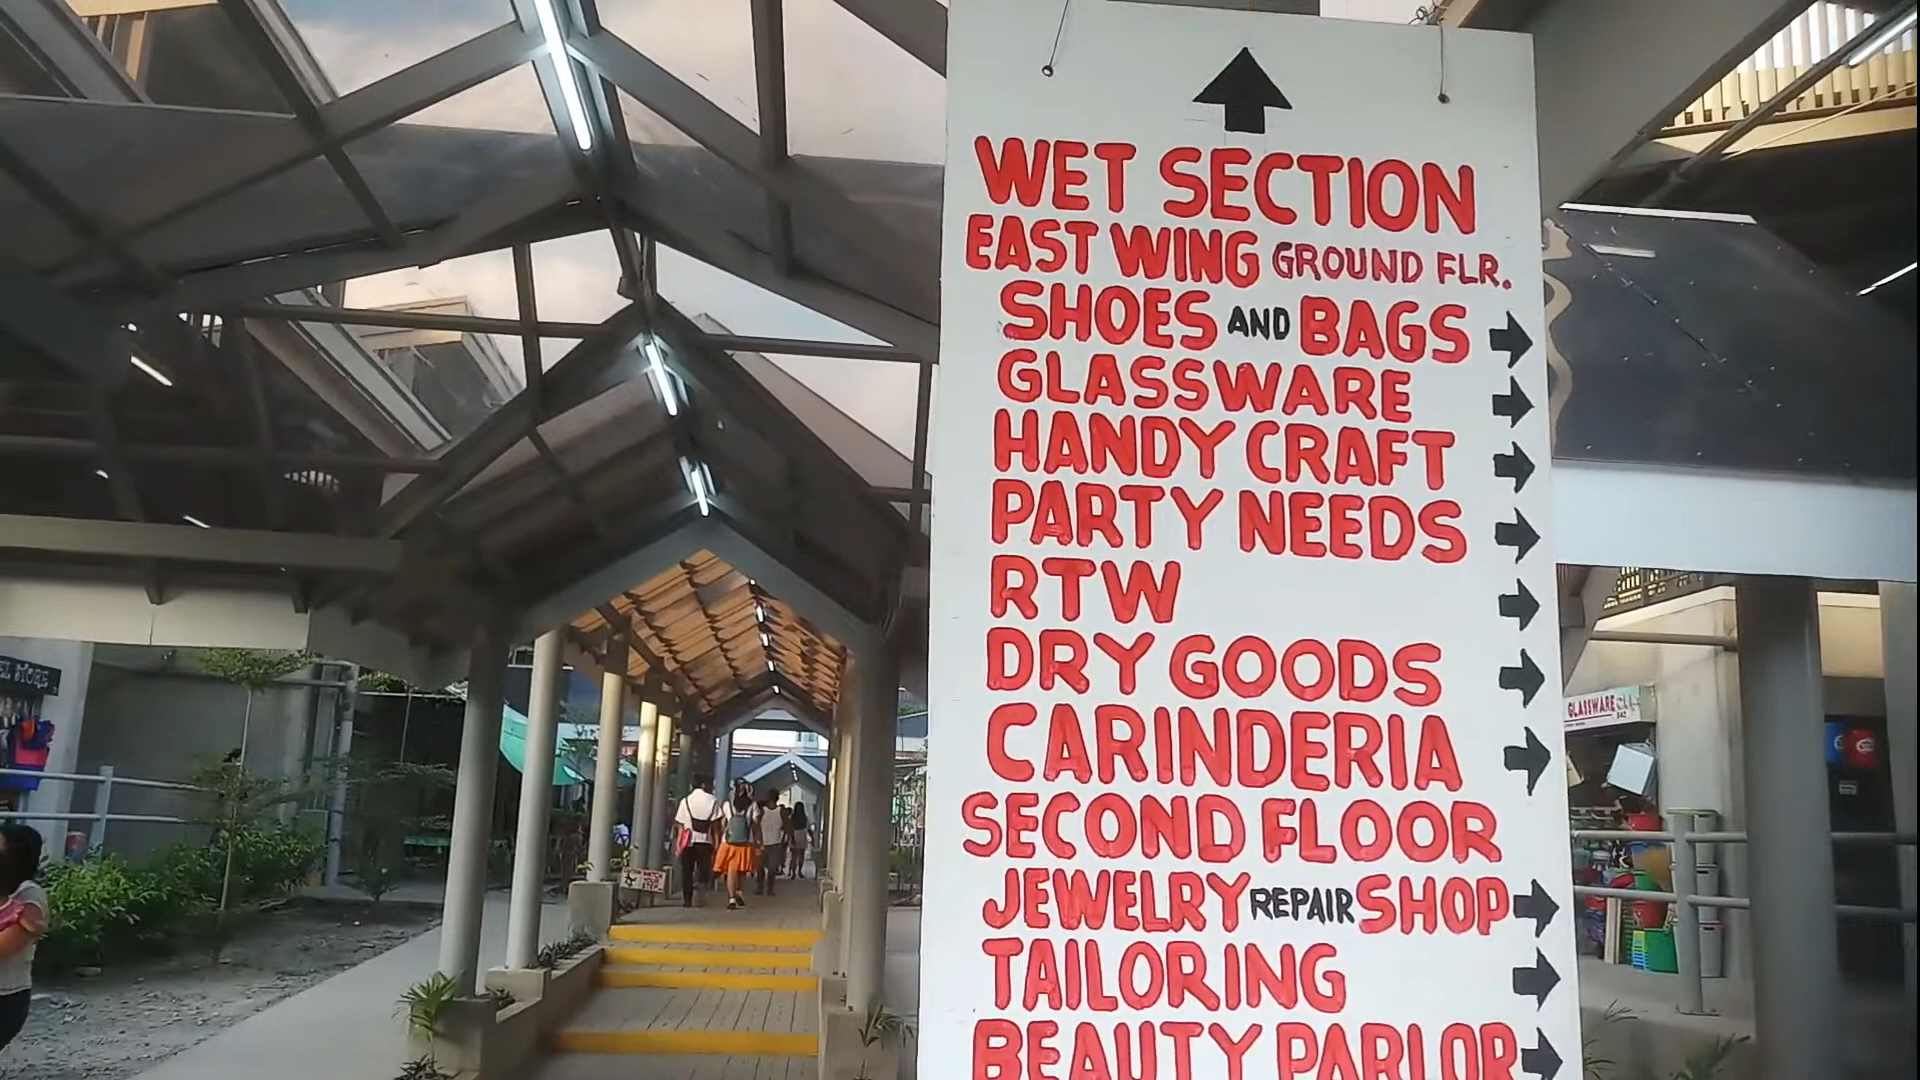 WET SECTION
EAST WING GROUND FLR.
SHOES AND BAGS
GLASSWARE
HANDY CRAFT
PARTY NEEDS
RTW
DRY GOODS
CARINDERIA
SECOND FLOOR
JEWELRY REPAIR SHOP
TAILORING
BEAUTY PARLOR
GLASSWARE